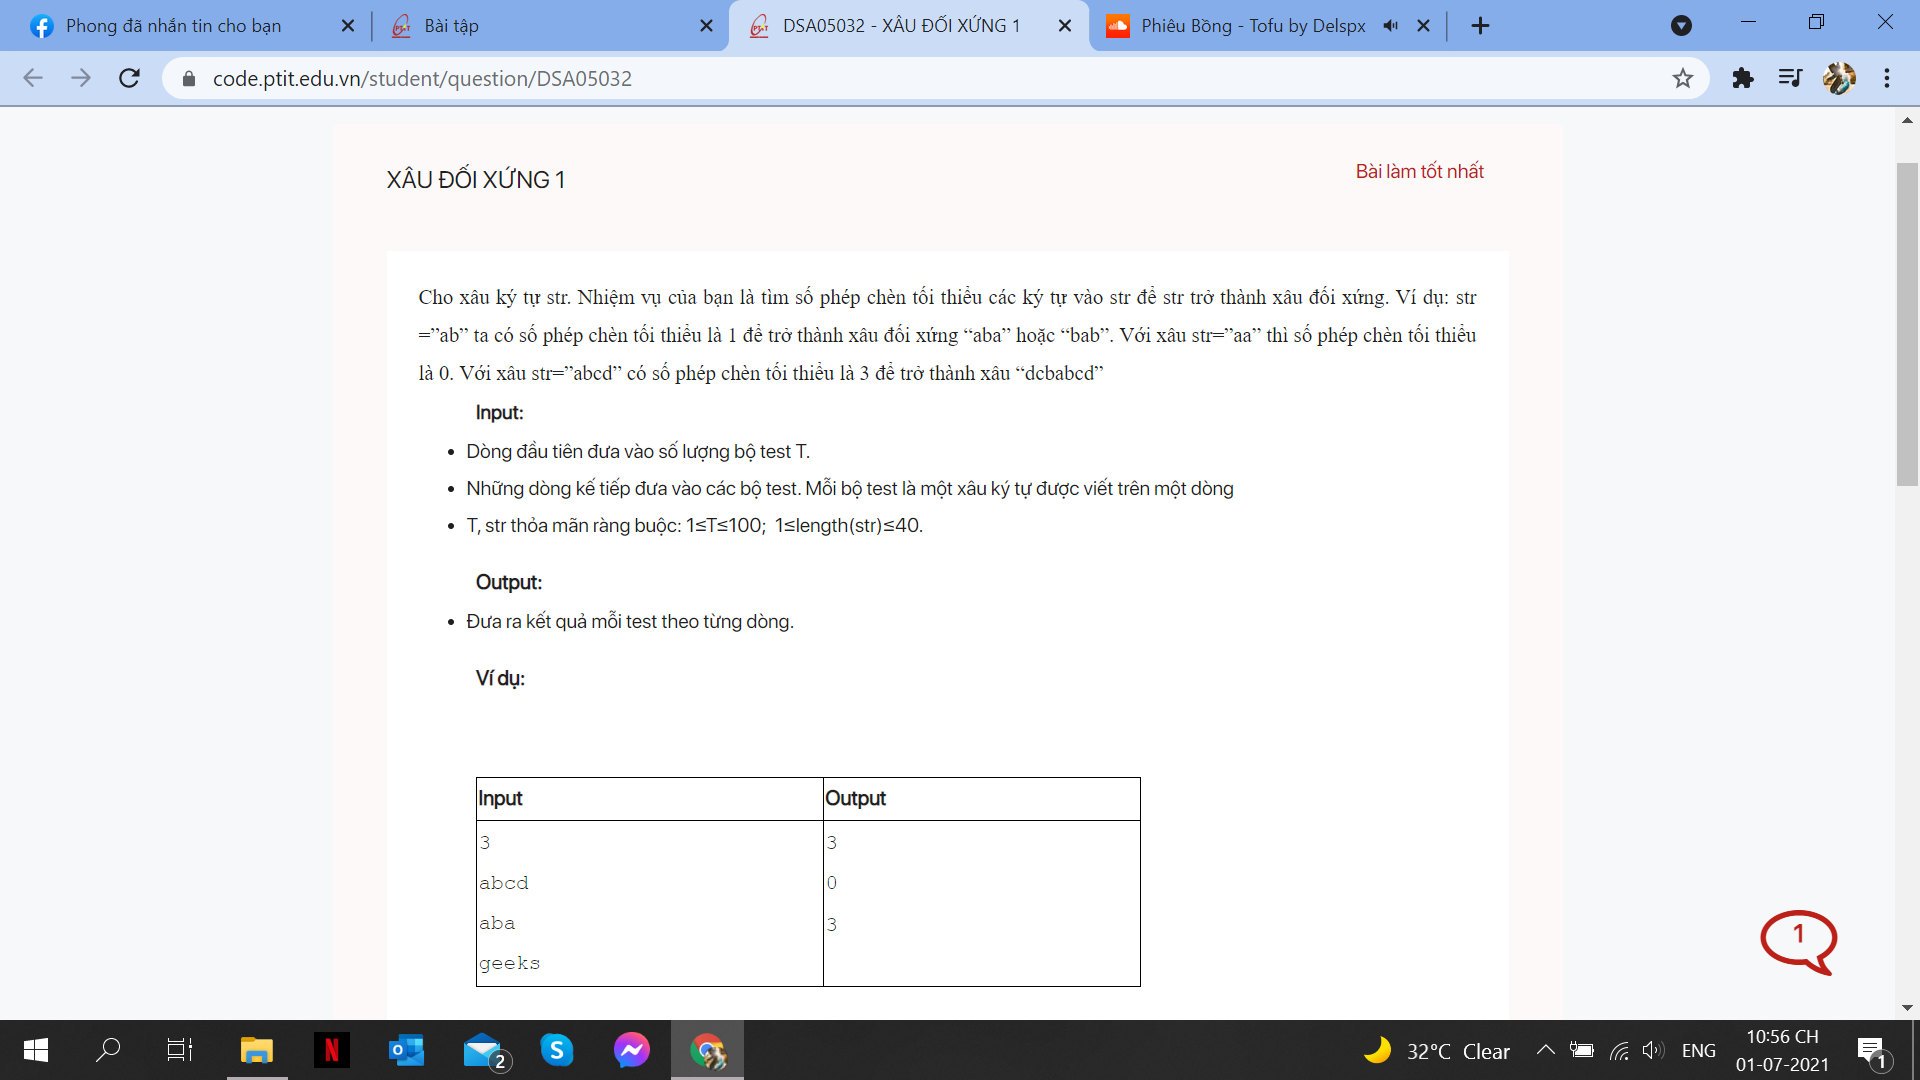 Phong đã nhắn tin cho bạn
Bài tập
DSA05032 - XÂU ĐỐI XỨNG 1
Phiêu Bồng - Tofu by Delspx
code.ptit.edu.vn/student/question/DSA05032
XÂU ĐỐI XỨNG 1
Bài làm tốt nhất
Cho xâu ký tự str. Nhiệm vụ của bạn là tìm số phép chèn tối thiểu các ký tự vào str để str trở thành xâu đối xứng. Ví dụ: str
=”ab” ta có số phép chèn tối thiểu là 1 để trở thành xâu đối xứng “aba” hoặc “bab”. Với xâu str=”aa” thì số phép chèn tối thiểu
là 0. Với xâu str=”abcd” có số phép chèn tối thiểu là 3 để trở thành xâu “dcbabcd”
Input:
• Dòng đầu tiên đưa vào số lượng bộ test T.
• Những dòng kế tiếp đưa vào các bộ test. Mỗi bộ test là một xâu ký tự được viết trên một dòng
• T, str thỏa mãn ràng buộc: 1≤T≤100; 1≤length(str)≤40.
Output:
• Đưa ra kết quả mỗi test theo từng dòng.
Ví dụ:
Input Output
3 3
abcd 0
aba 3
geeks
1
N
2
S
32°C Clear
ENG
10:56 CH
01-07-2021
1